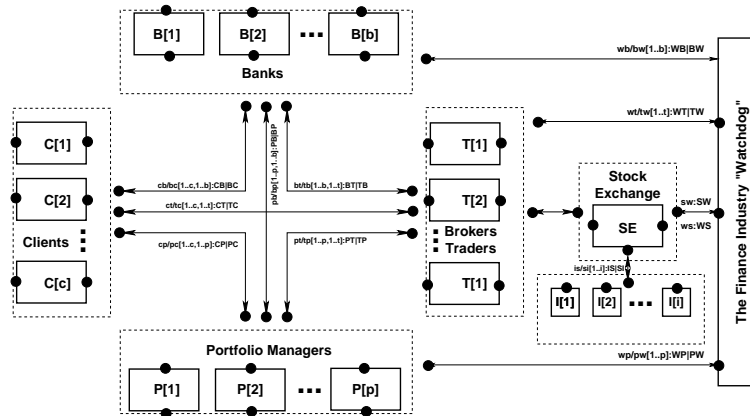 B[1] B[2] B[b]
Banks
wb/bw[1..b]:WB|BW
wt/tw[1..t]:WT|TW
C[1]
C[2]
Clients
C[c]
cb/bc[1..c,1..b]:CB|BC
ct/tc[1..c,1..t]:CT|TC
cp/pc[1..c,1..p]:CP|PC
pb/bp[1..p,1..b]:PB|BP
bt/tb[1..b,1..t]:BT|TB
pt/tp[1..p,1..t]:PT|TP
T[1]
T[2]
Brokers
Traders
T[1]
Stock
Exchange
SE
sw:SW
ws:WS
is/si[1..i]:IS|SI
I[1] I[2] I[i]
The Finance Industry "Watchdog"
wp/pw[1..p]:WP|PW
Portfolio Managers
P[1] P[2] P[p]